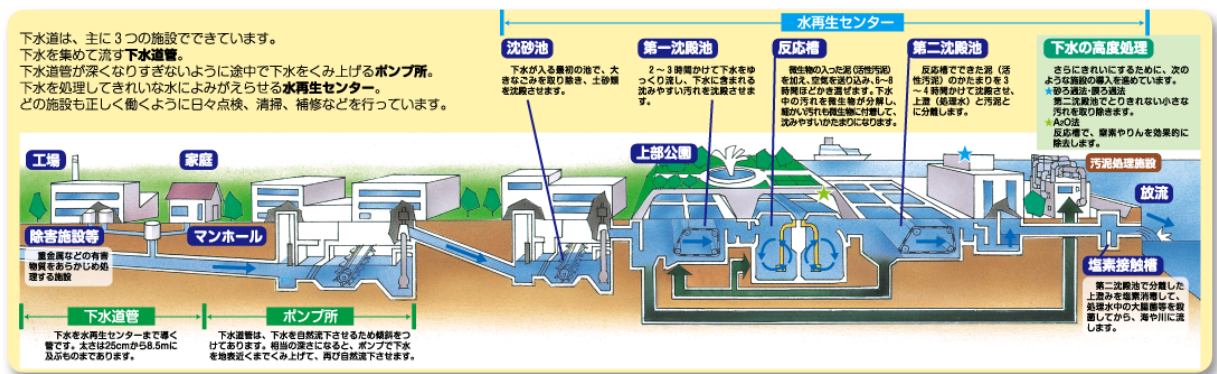 下水道は、主に3つの施設でできています。
下水を集めて流す下水道管。
下水道管が深くなりすぎないように途中で下水をくみ上げるポンプ所。
下水を処理してきれいな水によみがえらせる水再生センター。
どの施設も正しく働くように日々点検、清掃、補修などを行っています。
水再生センター
沈砂池
下水が入る最初の池で、大
きなごみを取り除き、土砂類
を沈殿させます。
第一沈殿池
2〜3時間かけて下水をゆ
っくり流し、下水に含まれる
沈みやすい汚れを沈殿させま
す。
反応槽
微生物の入った泥(活性汚泥)
を加え、空気を送り込み、6〜8
時間ほどかき混ぜます。下水
中の汚れを微生物が分解し、
細かい汚れも微生物に付着して、
沈みやすいかたまりになります。
第二沈殿池
反応槽でできた泥(活
性汚泥)のかたまりを3
〜4時間かけて沈殿させ、
上澄(処理水)と汚泥と
に分離します。
下水の高度処理
さらにきれいにするために、次の
ような施設の導入を進めています。
★砂ろ過法・膜ろ過法
第二沈殿池でとりきれない小さな
汚れを取り除きます。
★A₂O法
反応槽で、窒素やりんを効果的に
除去します。
工場
家庭
上部公園
汚泥処理施設
放流
除害施設等
重金属などの有害
物質をあらかじめ処
理する施設
マンホール
塩素接触槽
第二沈殿池で分離した
上澄みを塩素消毒して、
処理水中の大腸菌等を殺
菌してから、海や川に流
します。
下水道管
下水を水再生センターまで導く
管です。太さは25cmから8.5mに
及ぶものまであります。
ポンプ所
下水道管は、下水を自然流下させるため傾斜をつ
けてあります。相当の深さになると、ポンプで下水
を地表近くまでくみ上げて、再び自然流下させます。